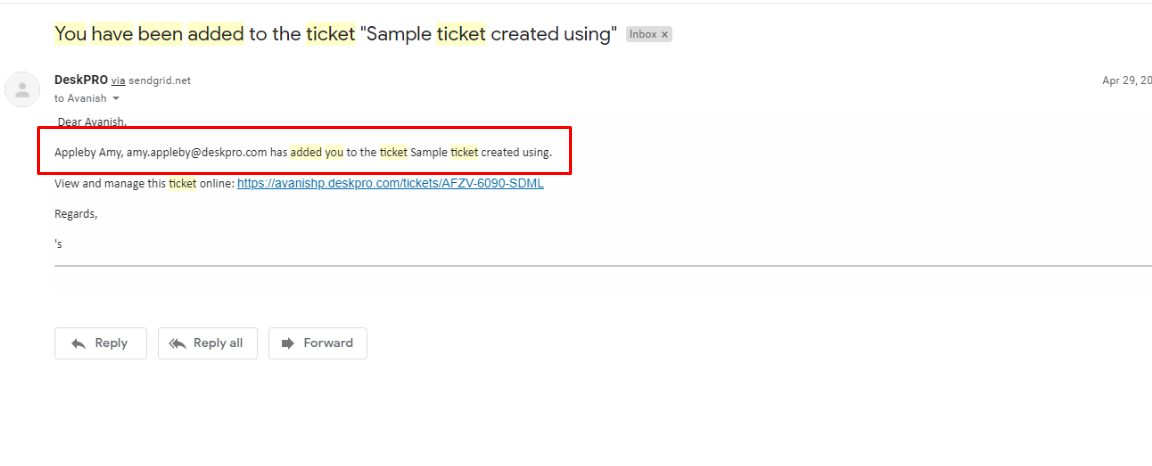 You have been added to the ticket "Sample ticket created using" Inbox x
DeskPRO via sendgrid.net Apr 29, 20
to Avanish
Dear Avanish,
Appleby Amy, amy.appleby@deskpro.com has added you to the ticket Sample ticket created using.
View and manage this ticket online: https://avanishp.deskpro.com/tickets/AFZV-6090-SDML
Regards,
's
Reply Reply all Forward